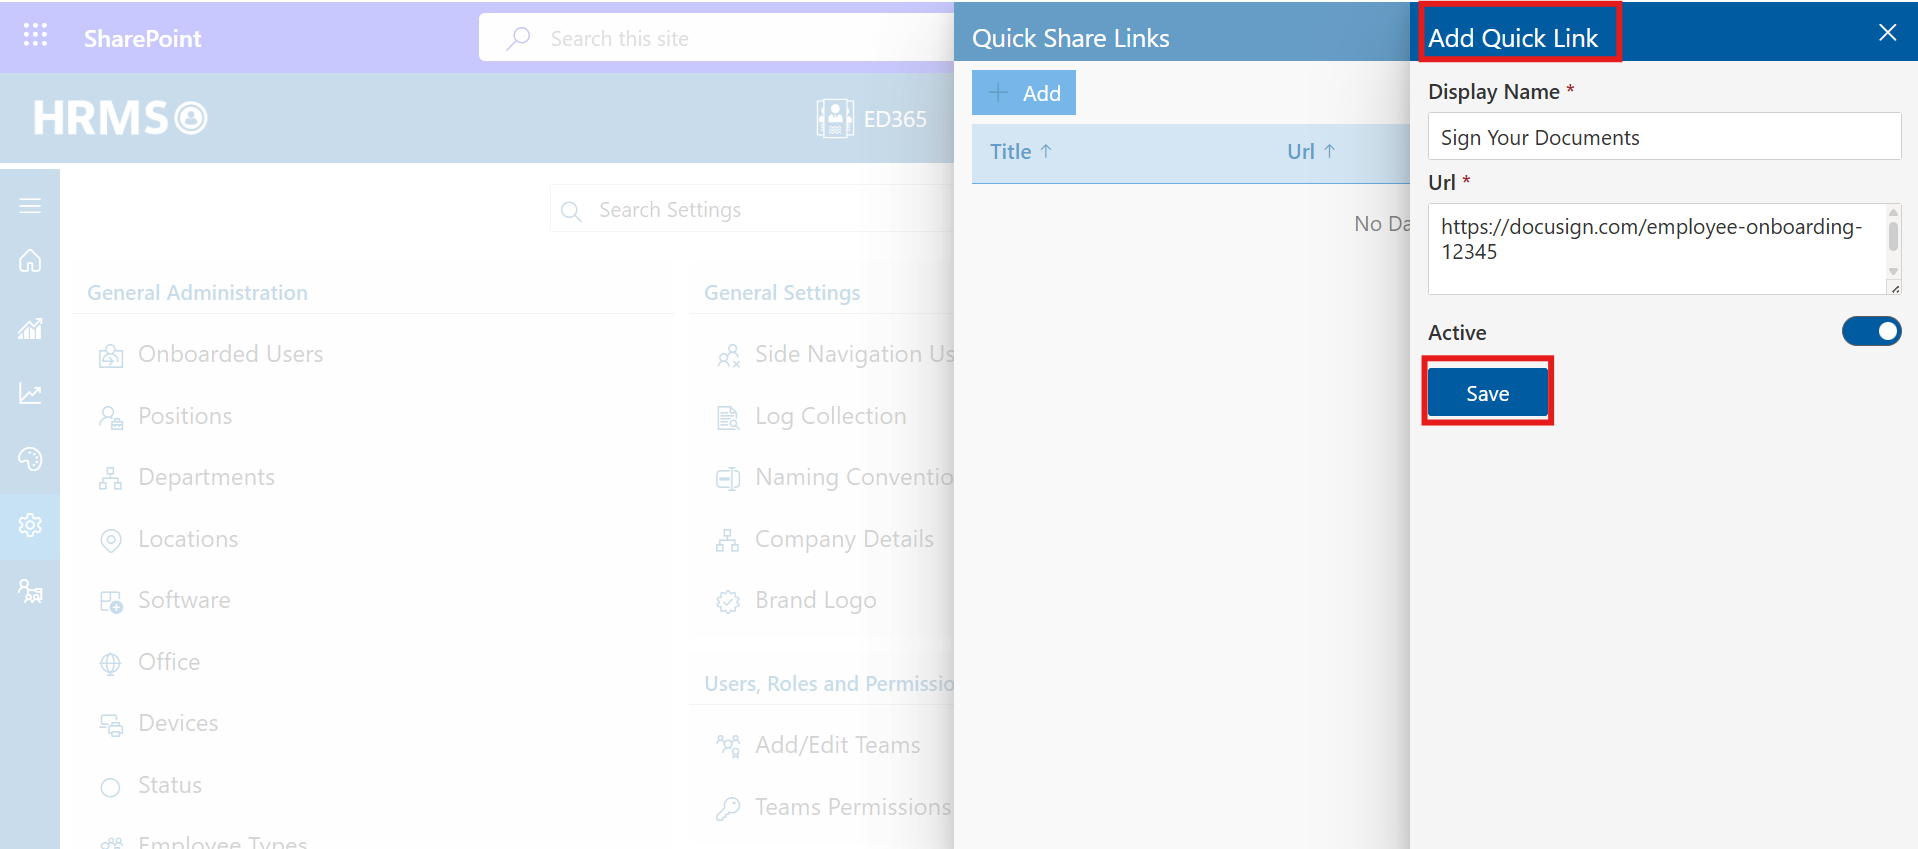 SharePoint
Search this site
HRMS
ED365
Search Settings
General Administration
Onboarded Users
Positions
Departments
Locations
Software
Office
Devices
Status
Employee Types
General Settings
Side Navigation Us
Log Collection
Naming Conventio
Company Details
Brand Logo
Users, Roles and Permissio
Add/Edit Teams
Teams Permissions
Quick Share Links
+ Add
Title ↑ Url ↑
No Da
Add Quick Link
Display Name *
Sign Your Documents
Url *
https://docusign.com/employee-onboarding-
12345
Active
Save